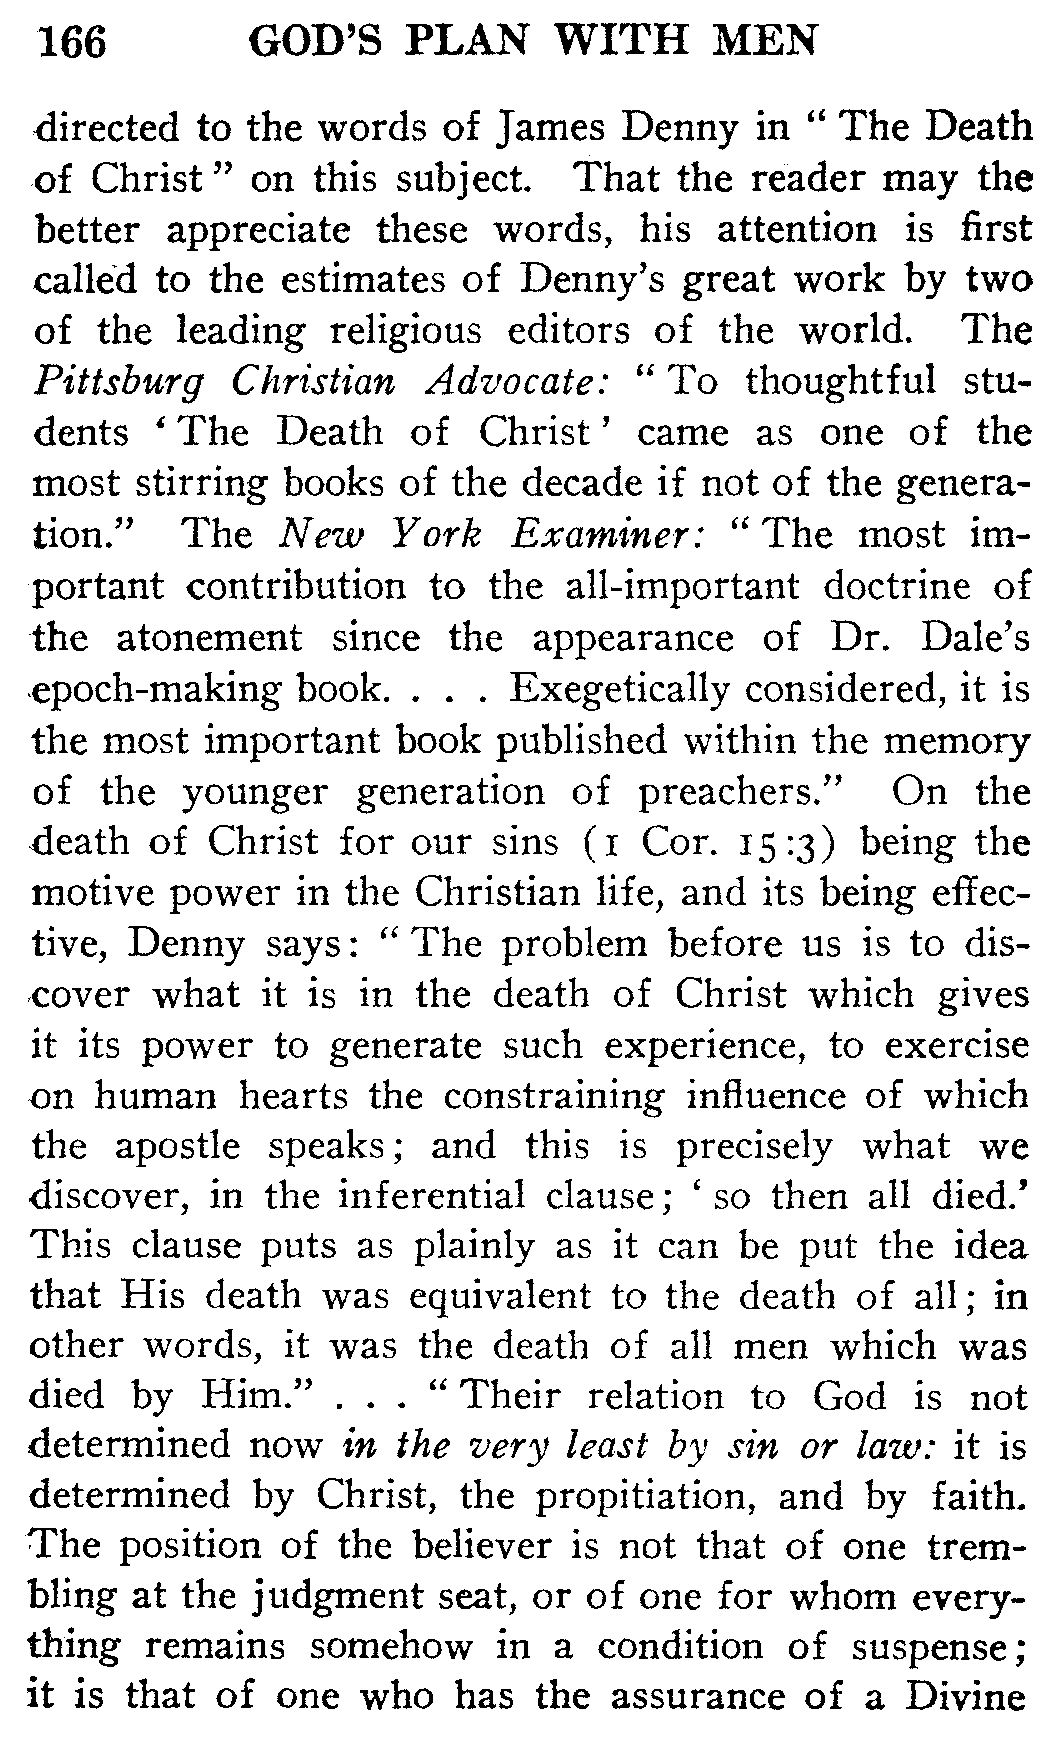 166 GOD'S PLAN WITH MEN
directed to the words of James Denny in " The Death
of Christ " on this subject. That the reader may the
better appreciate these words, his attention is first
called to the estimates of Denny's great work by two
of the leading religious editors of the world. The
Pittsburg Christian Advocate: " To thoughtful stu-
dents ' The Death of Christ ' came as one of the
most stirring books of the decade if not of the genera-
tion." The New York Examiner: " The most im-
portant contribution to the all-important doctrine of
the atonement since the appearance of Dr. Dale's
epoch-making book. . . . Exegetically considered, it is
the most important book published within the memory
of the younger generation of preachers." On the
death of Christ for our sins (1 Cor. 15:3) being the
motive power in the Christian life, and its being effec-
tive, Denny says: " The problem before us is to dis-
cover what it is in the death of Christ which gives
it its power to generate such experience, to exercise
on human hearts the constraining influence of which
the apostle speaks; and this is precisely what we
discover, in the inferential clause; ' so then all died.'
This clause puts as plainly as it can be put the idea
that His death was equivalent to the death of all; in
other words, it was the death of all men which was
died by Him." . . . " Their relation to God is not
determined now in the very least by sin or law: it is
determined by Christ, the propitiation, and by faith.
The position of the believer is not that of one trem-
bling at the judgment seat, or of one for whom every-
thing remains somehow in a condition of suspense;
it is that of one who has the assurance of a Divine